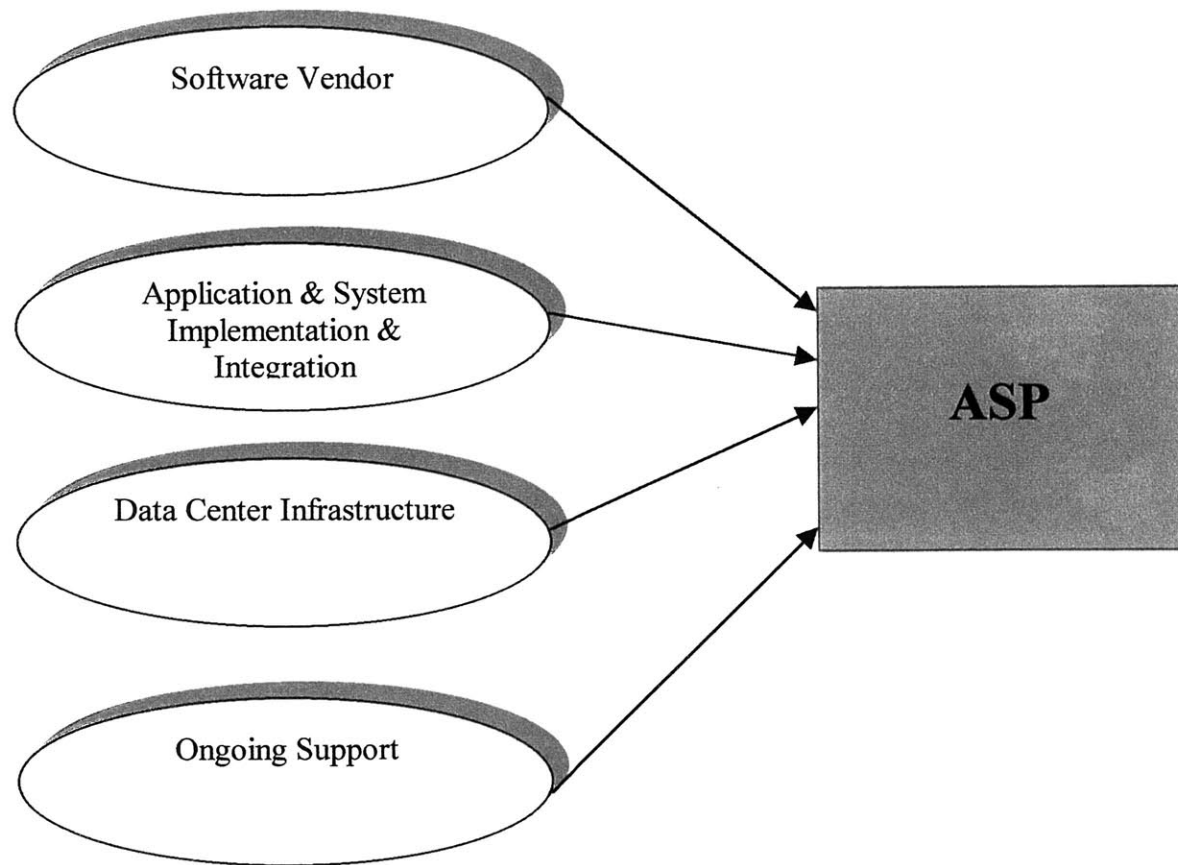 Software Vendor
Application & System
Implementation &
Integration
ASP
Data Center Infrastructure
Ongoing Support